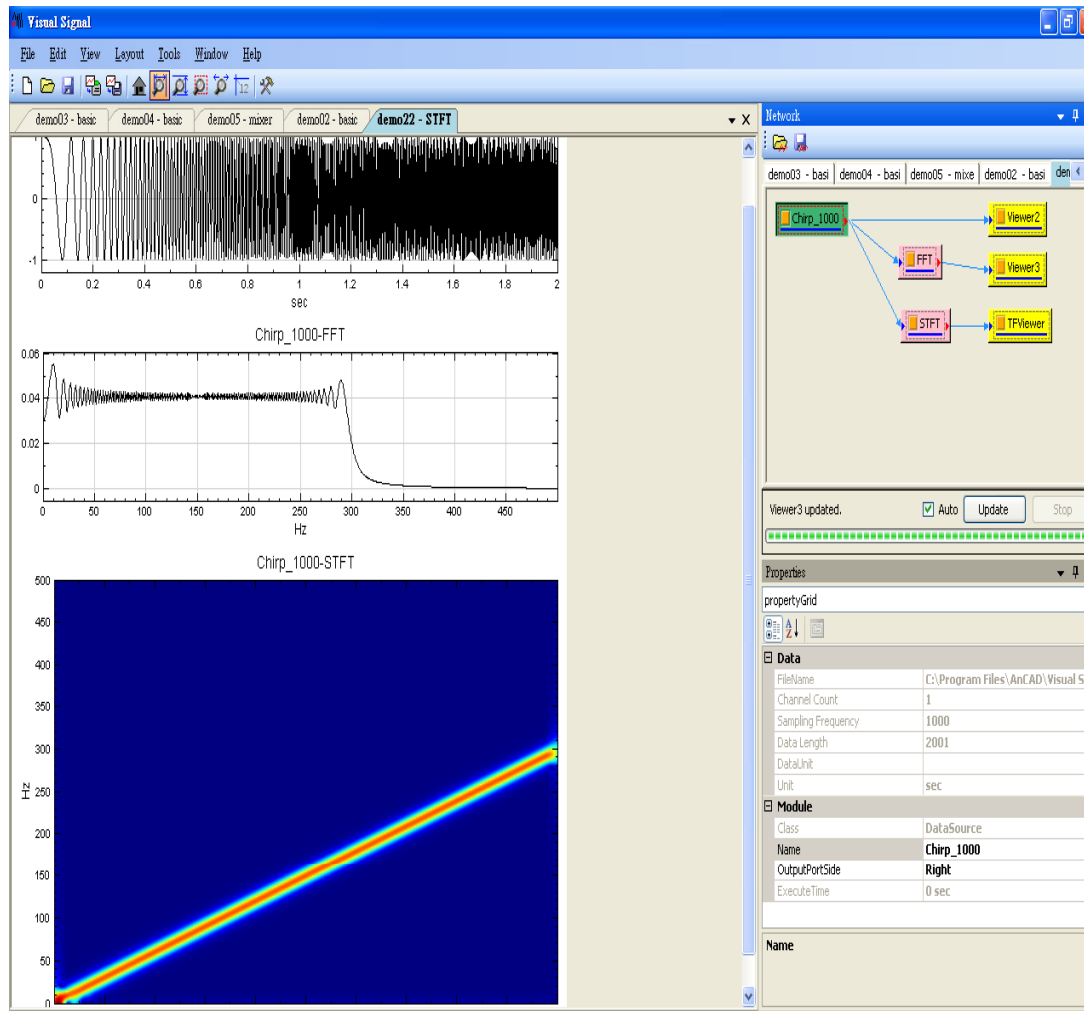 Visual Signal
File Edit View Layout Tools Window Help
12
demo03 - basic demo04 - basic demo05 - mixer demo02 - basic demo22 - STFT
0
-1
0 0.2 0.4 0.6 0.8 1 1.2 1.4 1.6 1.8 2
sec
Chirp_1000-FFT
0.06
0.04
0.02
0
0 50 100 150 200 250 300 350 400 450
Hz
Chirp_1000-STFT
500
450
400
350
300
250
200
150
100
50
0
Hz
Network
demo03 - basi demo04 - basi demo05 - mixe demo02 - basi den
Chirp_1000
Viewer2
FFT
Viewer3
STFT
TFViewer
Viewer3 updated. Auto Update Stop
Properties
propertyGrid
A
Z
Data
FileName C:\Program Files\AnCAD\Visual S
Channel Count 1
Sampling Frequency 1000
Data Length 2001
DataUnit
Unit sec
Module
Class DataSource
Name Chirp_1000
OutputPortSide Right
ExecuteTime 0 sec
Name